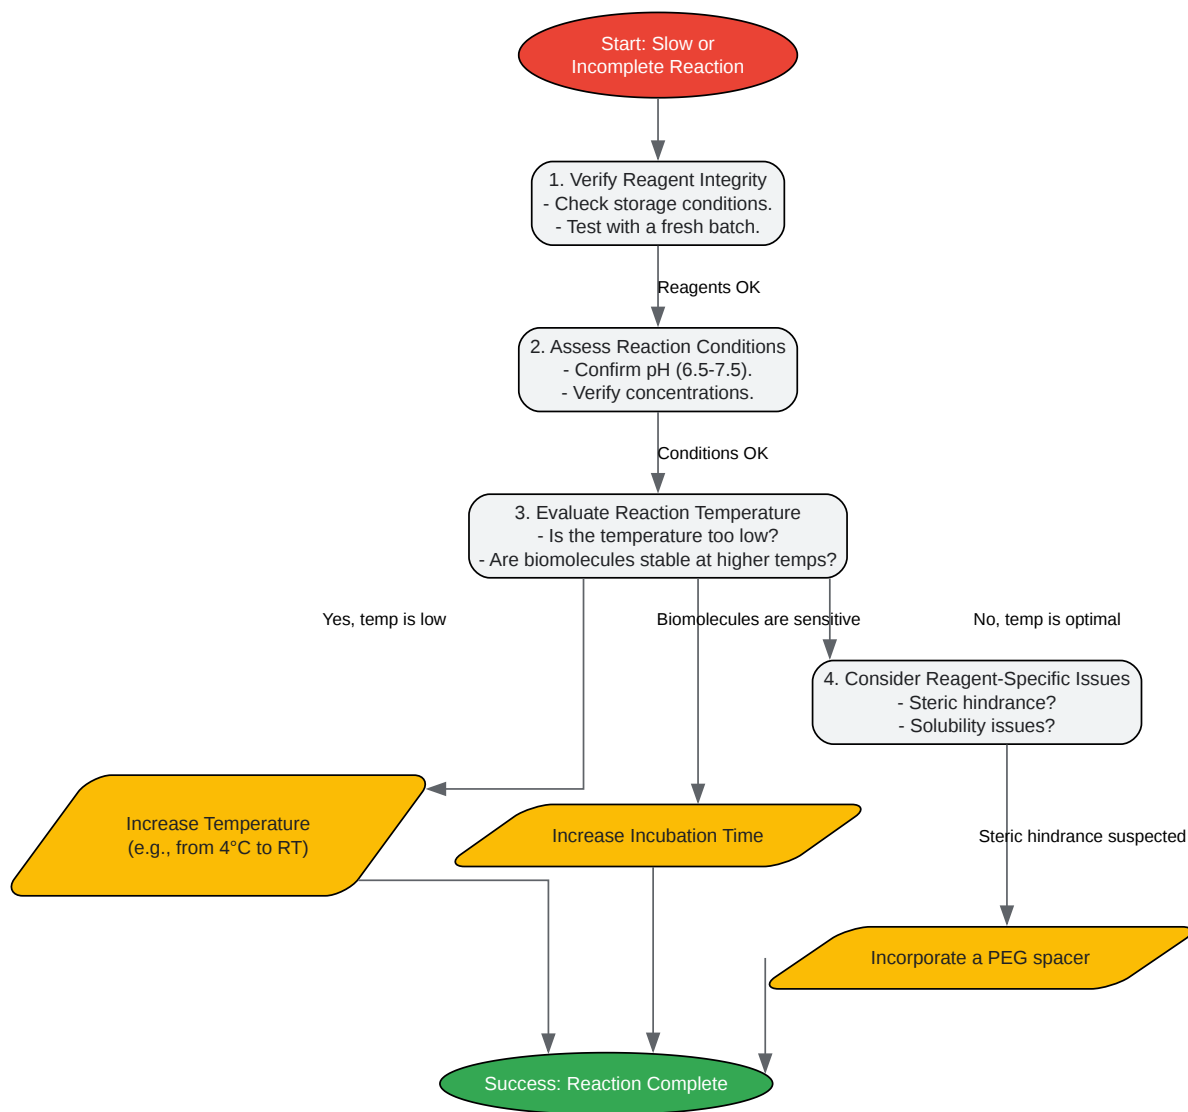 Start: Slow or
Incomplete Reaction
1. Verify Reagent Integrity
- Check storage conditions.
- Test with a fresh batch.
Reagents OK
2. Assess Reaction Conditions
- Confirm pH (6.5-7.5).
- Verify concentrations.
Conditions OK
3. Evaluate Reaction Temperature
- Is the temperature too low?
- Are biomolecules stable at higher temps?
Yes, temp is low
Biomolecules are sensitive
No, temp is optimal
4. Consider Reagent-Specific Issues
- Steric hindrance?
- Solubility issues?
Increase Temperature
(e.g., from 4°C to RT)
Increase Incubation Time
Steric hindrance suspected
Incorporate a PEG spacer
Success: Reaction Complete